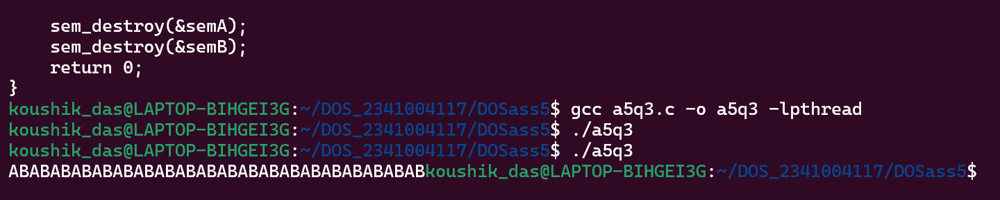 sem_destroy(&semA);
sem_destroy(&semB);
return 0;
}
koushik_das@LAPTOP-BIHGEI3G:~/DOS_2341004117/DOSass5$ gcc a5q3.c -o a5q3 -lpthread
koushik_das@LAPTOP-BIHGEI3G:~/DOS_2341004117/DOSass5$ ./a5q3
koushik_das@LAPTOP-BIHGEI3G:~/DOS_2341004117/DOSass5$ ./a5q3
ABABABABABABABABABABABABABABABABABABABABkoushik_das@LAPTOP-BIHGEI3G:~/DOS_2341004117/DOSass5$